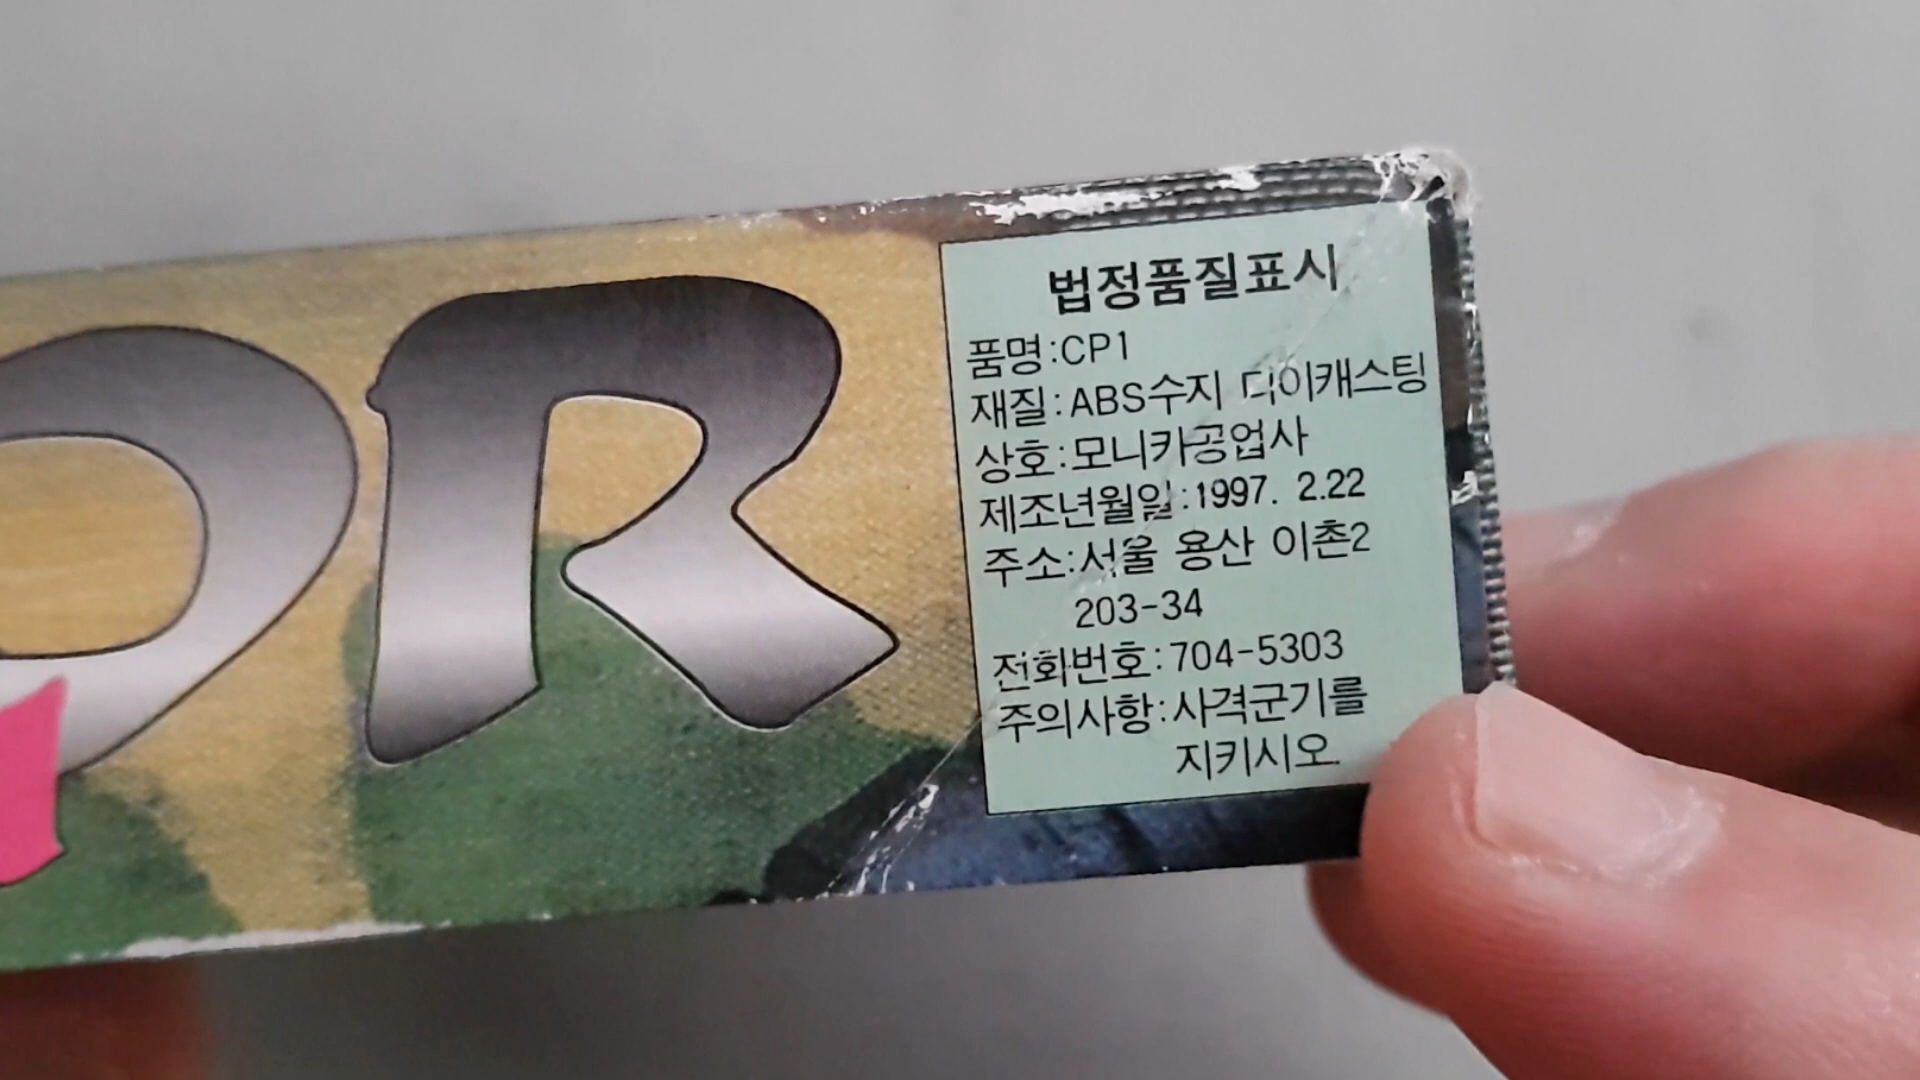 OR
법정품질표시
품명:CP1
재질:ABS수지 다이캐스팅
상호:모니카공업사
제조년월일:1997. 2.22
주소:서울 용산 이촌2
203-34
전화번호:704-5303
주의사항:사격군기를
지키시오.